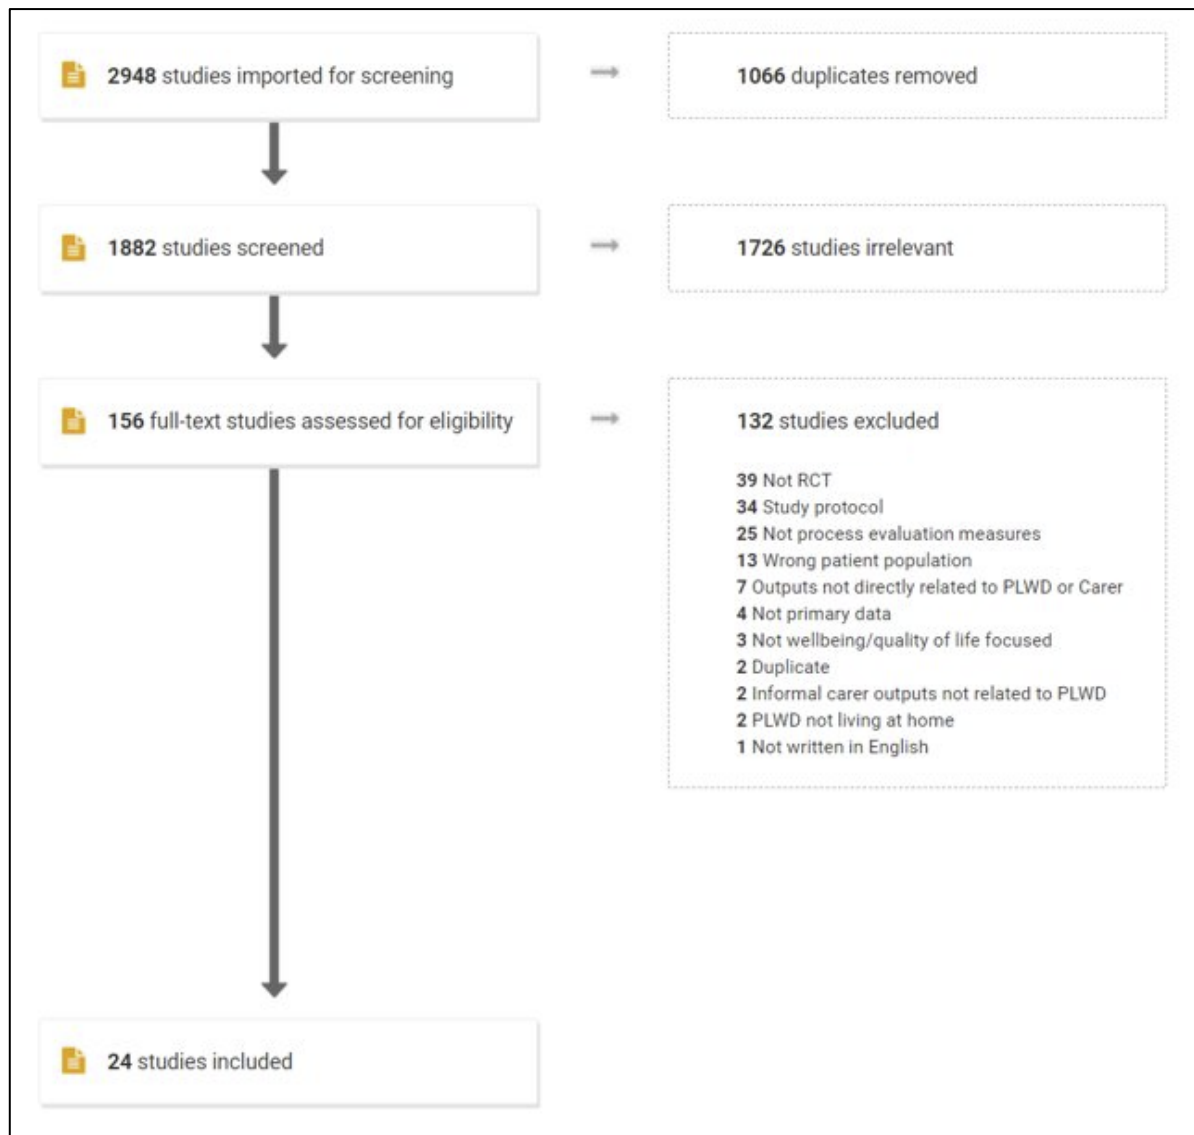 2948 studies imported for screening
1066 duplicates removed
1882 studies screened
1726 studies irrelevant
156 full-text studies assessed for eligibility
132 studies excluded
39 Not RCT
34 Study protocol
25 Not process evaluation measures
13 Wrong patient population
7 Outputs not directly related to PLWD or Carer
4 Not primary data
3 Not wellbeing/quality of life focused
2 Duplicate
2 Informal carer outputs not related to PLWD
2 PLWD not living at home
1 Not written in English
24 studies included